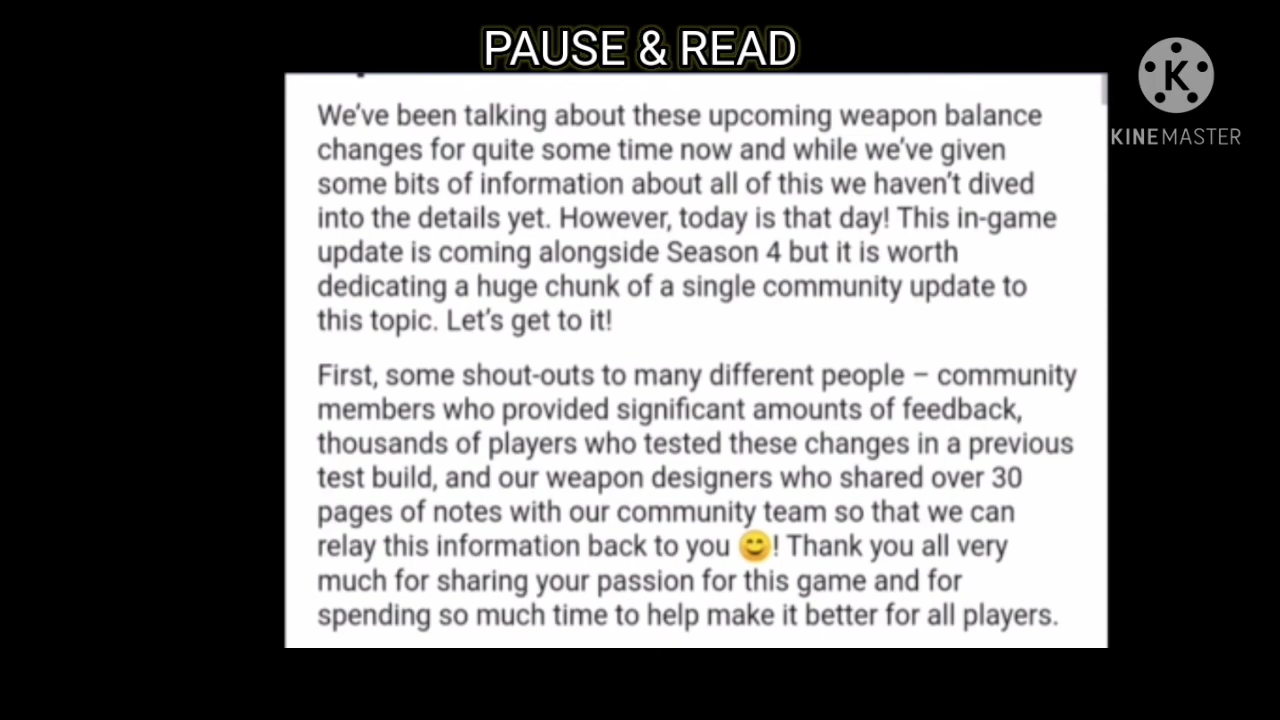 PAUSE & READ
K
KINEMASTER
We’ve been talking about these upcoming weapon balance
changes for quite some time now and while we’ve given
some bits of information about all of this we haven’t dived
into the details yet. However, today is that day! This in-game
update is coming alongside Season 4 but it is worth
dedicating a huge chunk of a single community update to
this topic. Let’s get to it!
First, some shout-outs to many different people – community
members who provided significant amounts of feedback,
thousands of players who tested these changes in a previous
test build, and our weapon designers who shared over 30
pages of notes with our community team so that we can
relay this information back to you 😊! Thank you all very
much for sharing your passion for this game and for
spending so much time to help make it better for all players.